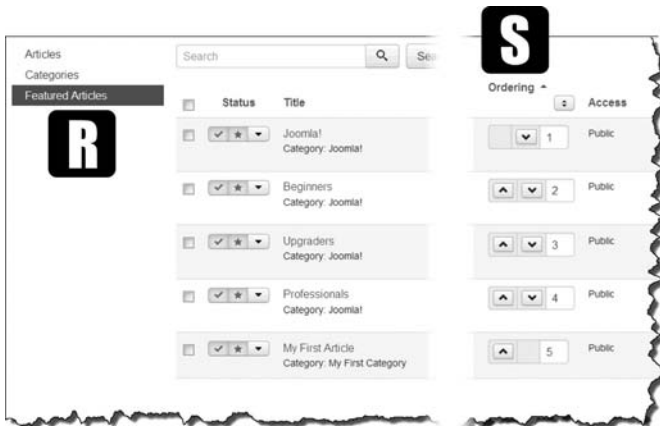 S
Articles
Search
Sea
Categories
Ordering
Featured Articles
Status Title
Access
R
Joomla!
Category: Joomla!
1 Public
Beginners
Category: Joomla!
2 Public
Upgraders
Category: Joomla!
3 Public
Professionals
Category: Joomla!
4 Public
My First Article
Category: My First Category
5 Public